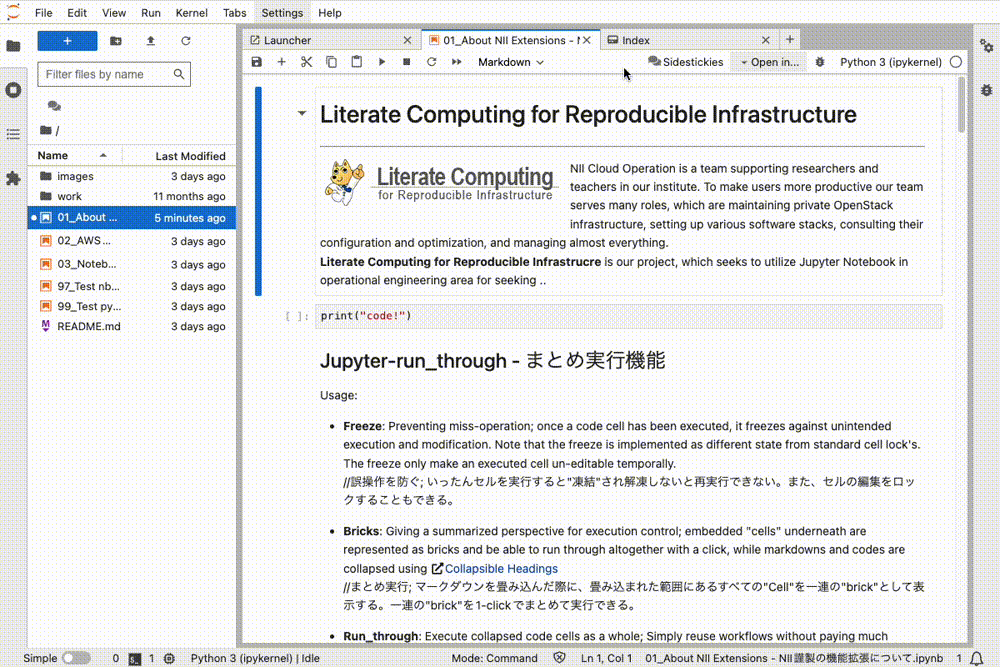 File Edit View Run Kernel Tabs Settings Help
Launcher
01_About NII Extensions - N
Index
Filter files by name
Markdown
Sidestickies
Open in...
Python 3 (ipykernel)
/
Name Last Modified
images 3 days ago
work 11 months ago
01_About ... 5 minutes ago
02_AWS ... 3 days ago
03_Noteb... 3 days ago
97_Test nb... 3 days ago
99_Test py... 3 days ago
README.md 3 days ago
Literate Computing for Reproducible Infrastructure
Literate Computing
for Reproducible Infrastructure
NII Cloud Operation is a team supporting researchers and
teachers in our institute. To make users more productive our team
serves many roles, which are maintaining private OpenStack
infrastructure, setting up various software stacks, consulting their
configuration and optimization, and managing almost everything.
Literate Computing for Reproducible Infrastrucre is our project, which seeks to utilize Jupyter Notebook in
operational engineering area for seeking ..
[ ]: print("code!")
Jupyter-run_through - まとめ実行機能
Usage:
• Freeze: Preventing miss-operation; once a code cell has been executed, it freezes against unintended
execution and modification. Note that the freeze is implemented as different state from standard cell lock's.
The freeze only make an executed cell un-editable temporally.
//誤操作を防ぐ; いったんセルを実行すると"凍結"され解凍しないと再実行できない。また、セルの編集をロッ
クすることもできる。
• Bricks: Giving a summarized perspective for execution control; embedded "cells" underneath are
represented as bricks and be able to run through altogether with a click, while markdowns and codes are
collapsed using Collapsible Headings
//まとめ実行; マークダウンを畳み込んだ際に、畳み込まれた範囲にあるすべての"Cell"を一連の"brick"として表
示する。一連の"brick"を1-clickでまとめて実行できる。
• Run_through: Execute collapsed code cells as a whole; Simply reuse workflows without paying much
Simple 0 1 Python 3 (ipykernel) | Idle Mode: Command Ln 1, Col 1 01_About NII Extensions - NII謹製の機能拡張について.ipynb 1